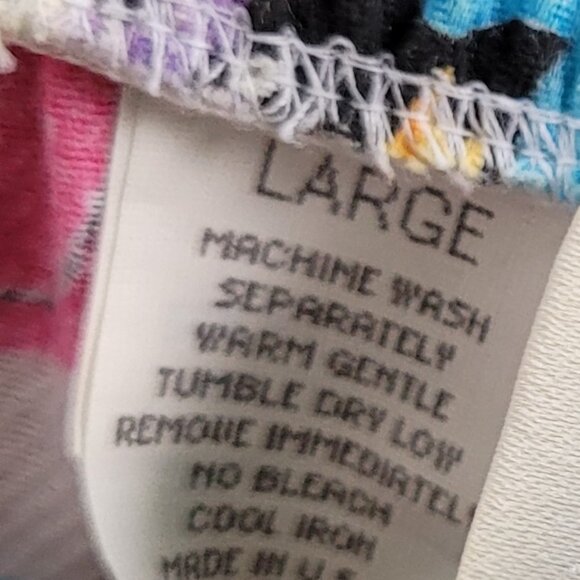 LARGE
MACHINE WASH
SEPARATELY
WARM GENTLE
TUMBLE DRY LOW
REMOVE IMMEDIATELY
NO BLEACH
COOL IRON
MADE IN U.S